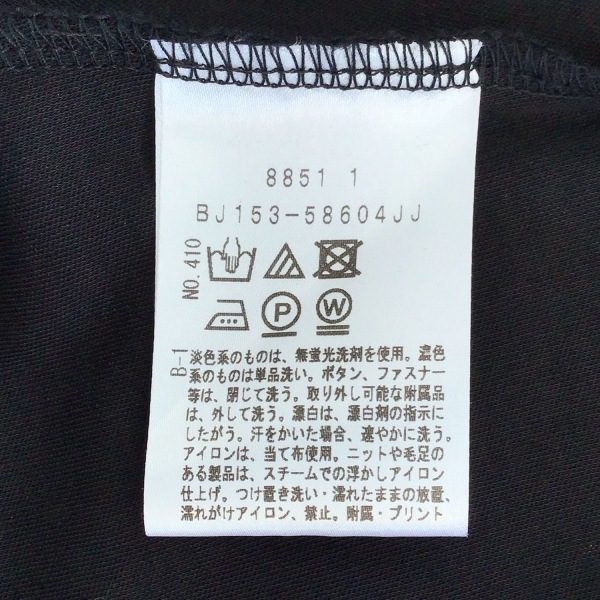 8851 1
BJ153-58604JJ
NO.410
P
W
B-1
淡色系のものは、無蛍光洗剤を使用。濃色
系のものは単品洗い。ボタン、ファスナー
等は、閉じて洗う。取り外し可能な附属品
は、外して洗う。漂白は、漂白剤の指示に
したがう。汗をかいた場合、速やかに洗う。
アイロンは、当て布使用。ニットや毛足の
ある製品は、スチームでの浮かしアイロン
仕上げ。つけ置き洗い・濡れたままの放置、
濡れがけアイロン、禁止。附属・プリント